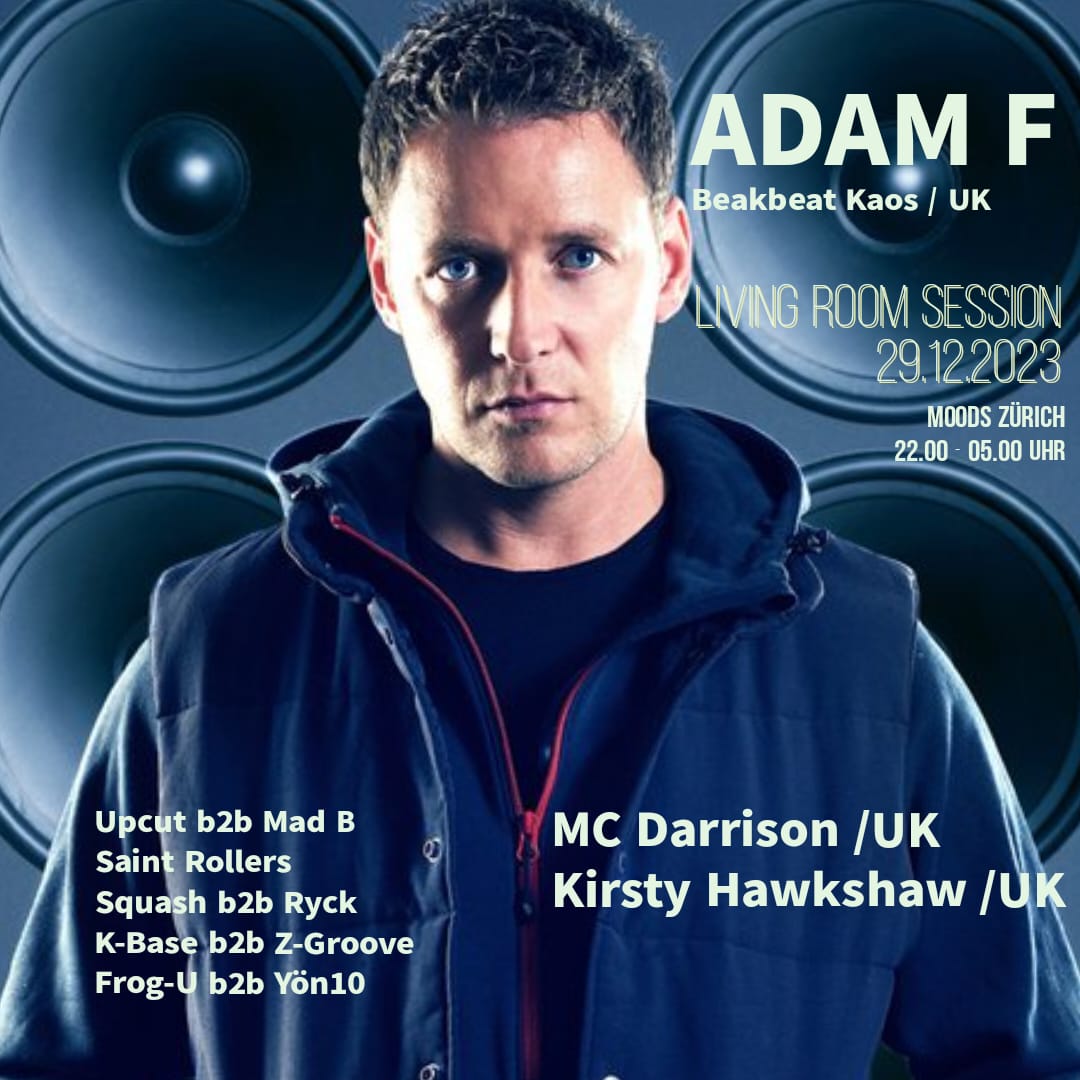 ADAM F
Beakbeat Kaos / UK
LIVING ROOM SESSION
29.12.2023
MOODS ZÜRICH
22.00 - 05.00 UHR
Upcut b2b Mad B
Saint Rollers
Squash b2b Ryck
K-Base b2b Z-Groove
Frog-U b2b Yön10
MC Darrison /UK
Kirsty Hawkshaw /UK